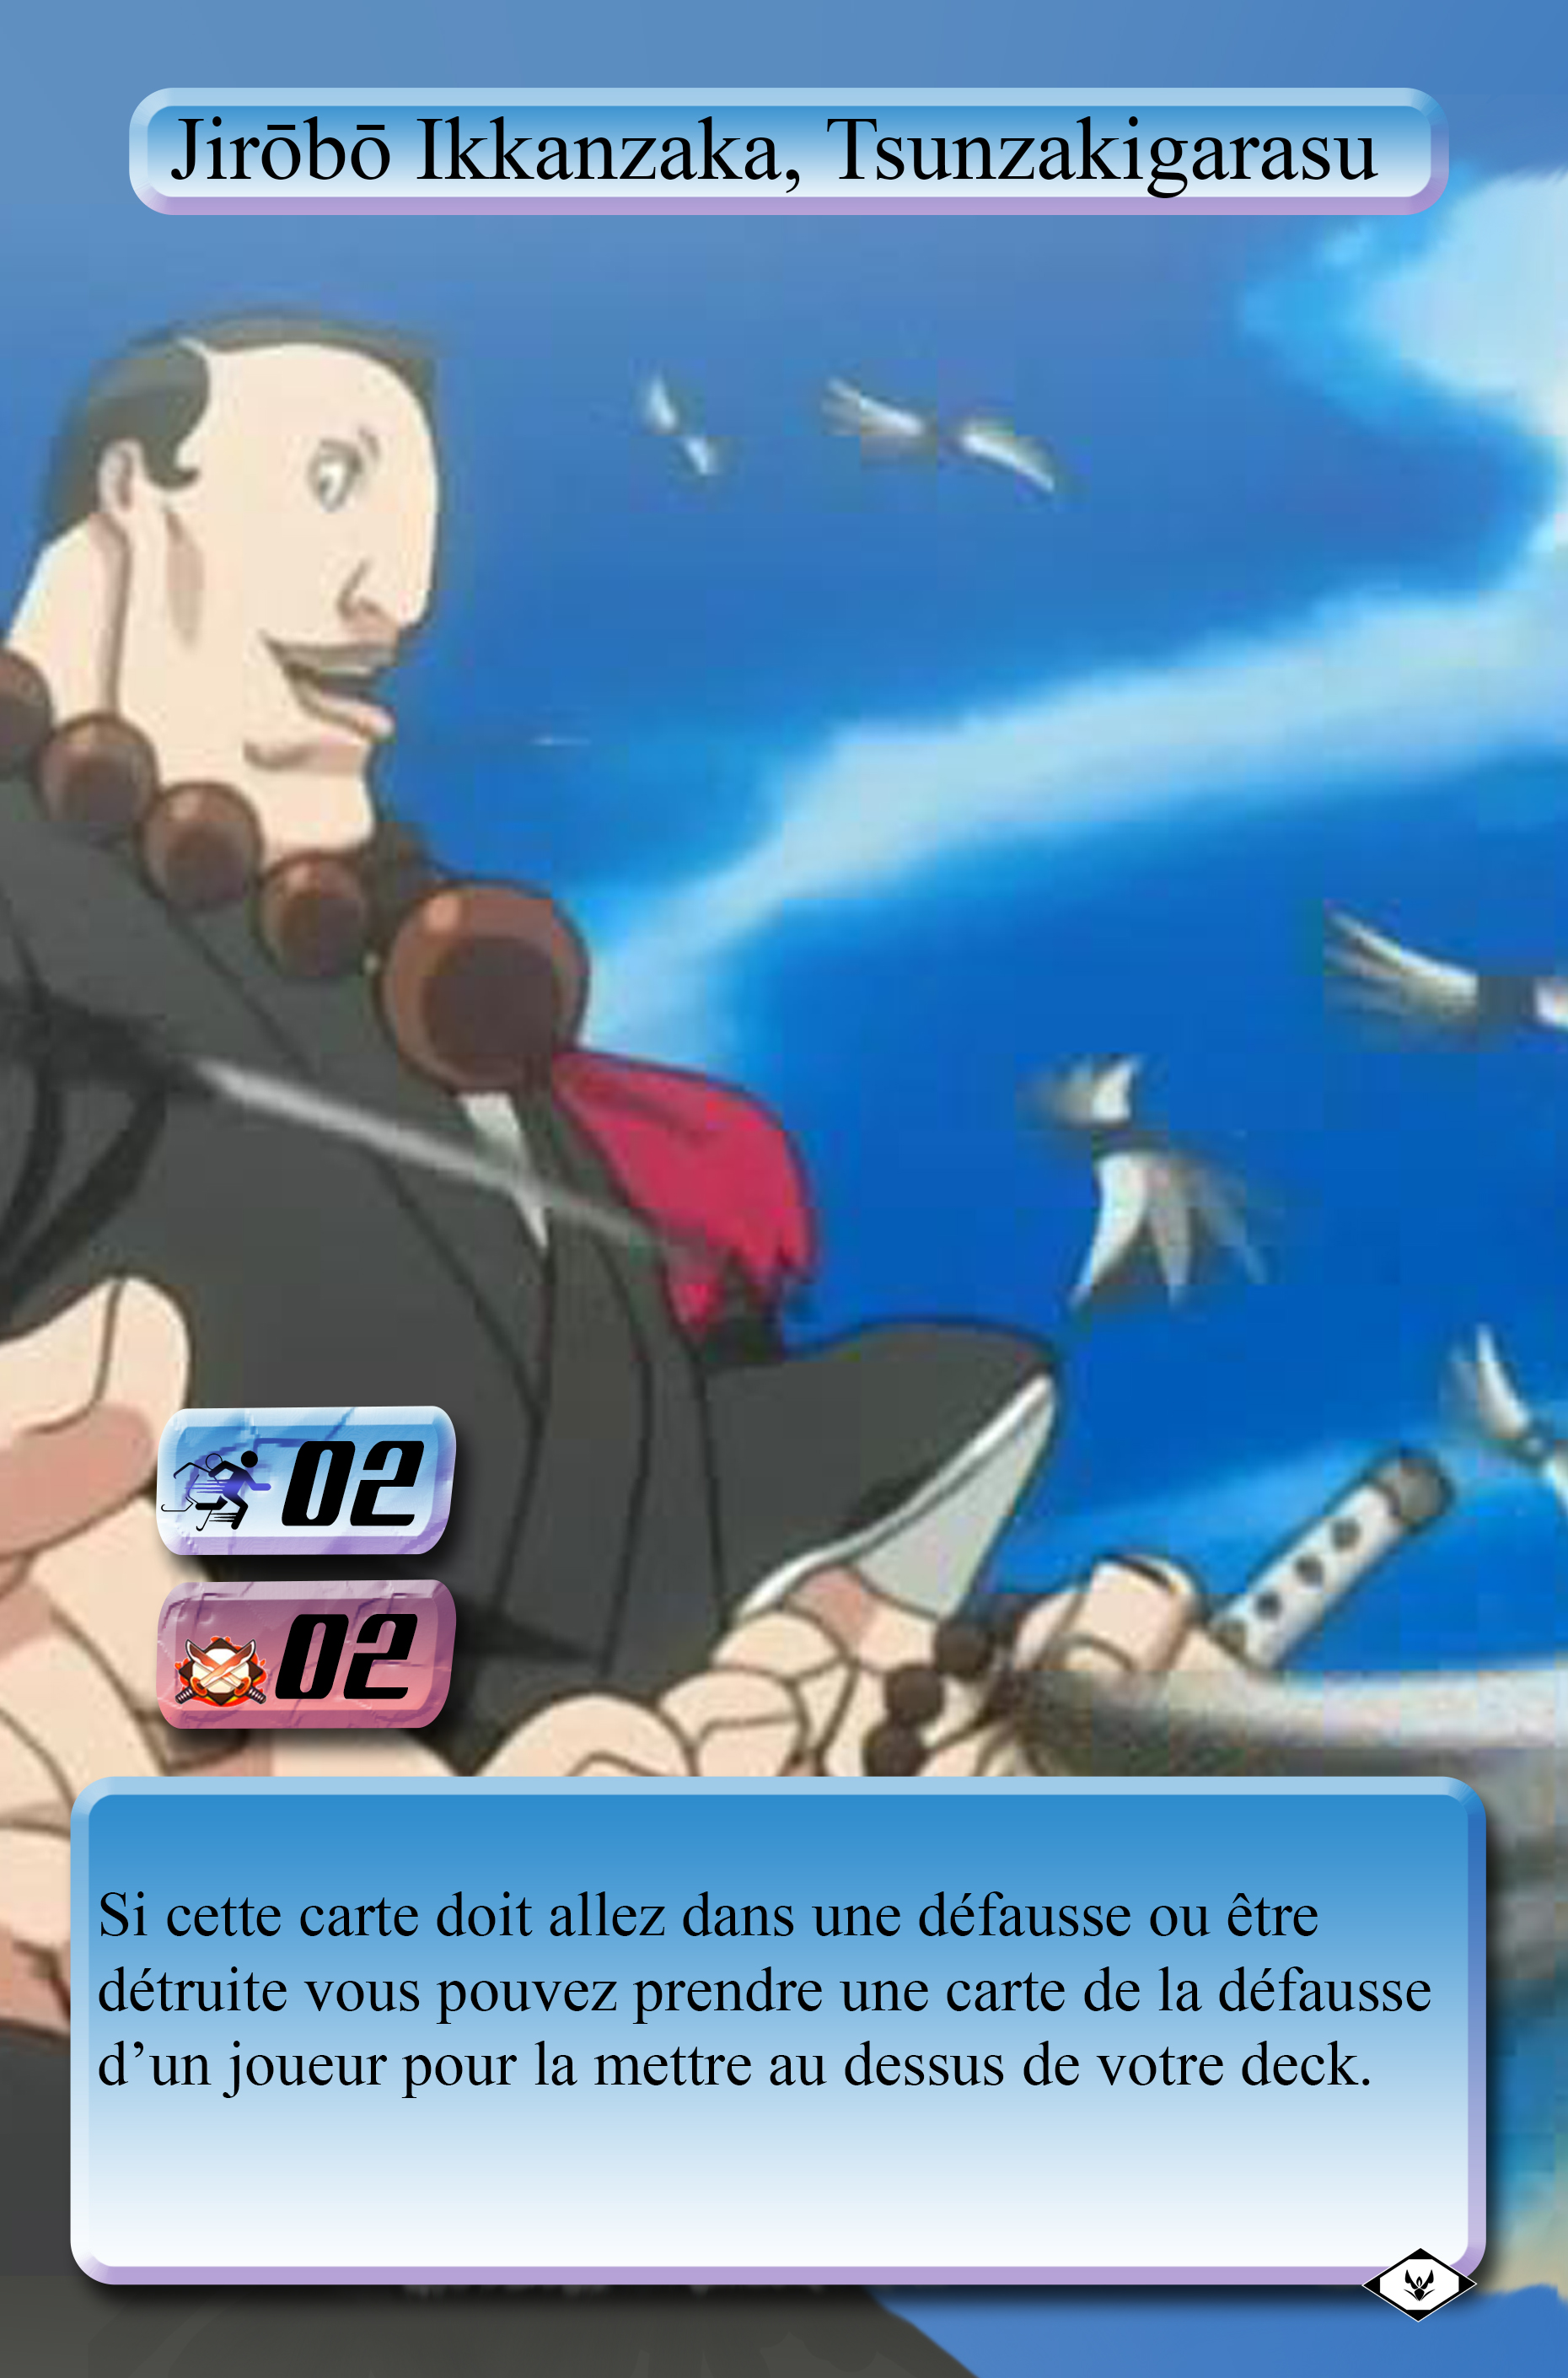 Jirōbō Ikkanzaka, Tsunzakigarasu
02
02
Si cette carte doit allez dans une défausse ou être
détruite vous pouvez prendre une carte de la défausse
d’un joueur pour la mettre au dessus de votre deck.